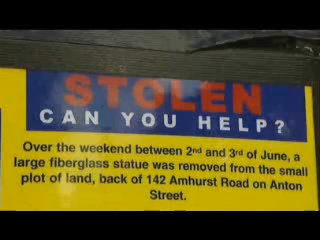 STOLEN
CAN YOU HELP?
Over the weekend between 2nd and 3rd of June, a
large fiberglass statue was removed from the small
plot of land, back of 142 Amhurst Road on Anton
Street.